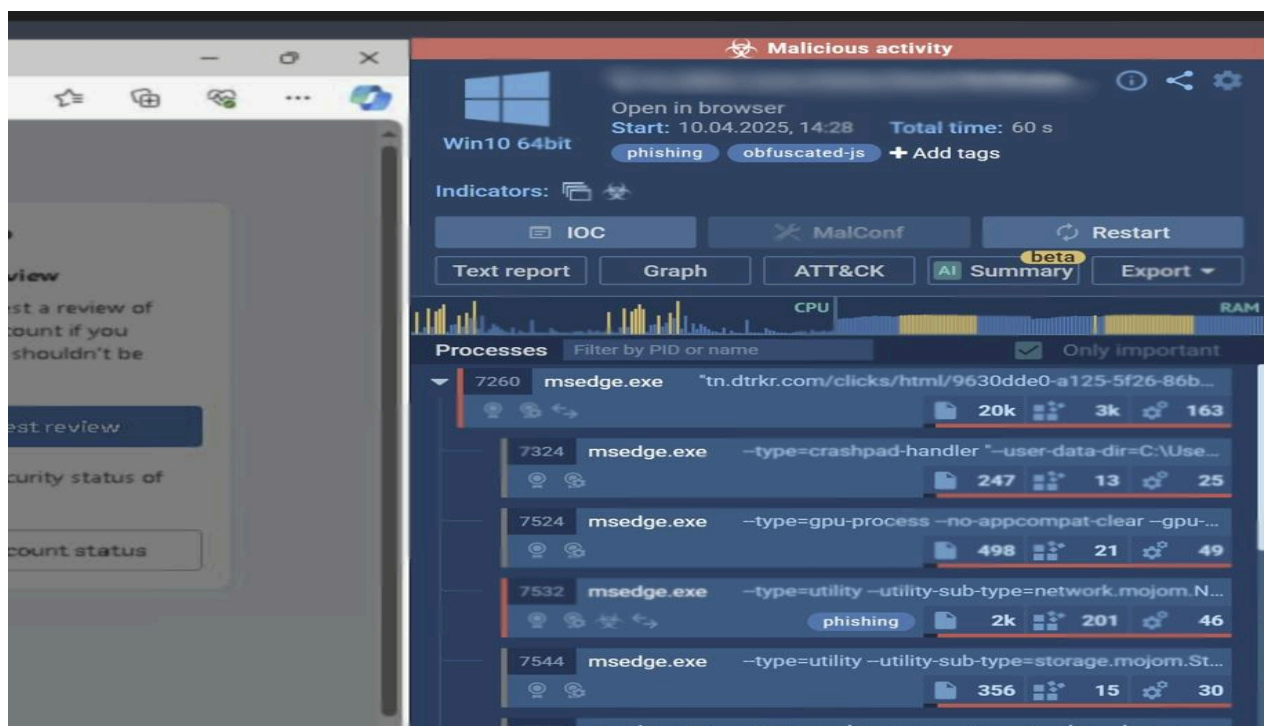 Malicious activity
Open in browser
Win10 64bit
Start: 10.04.2025, 14:28 Total time: 60 s
phishing obfuscated-js + Add tags
Indicators:
IOC MalConf Restart
Text report Graph ATT&CK AI Summary beta Export
CPU RAM
Processes Filter by PID or name Only important
7260 msedge.exe "tn.dtrkr.com/clicks/html/9630dde0-a125-5f26-86b...
20k 3k 163
7324 msedge.exe --type=crashpad-handler "--user-data-dir=C:\Use...
247 13 25
7524 msedge.exe --type=gpu-process --no-appcompat-clear --gpu-...
498 21 49
7532 msedge.exe --type=utility --utility-sub-type=network.mojom.N...
phishing 2k 201 46
7544 msedge.exe --type=utility --utility-sub-type=storage.mojom.St...
356 15 30
view
st a review of
count if you
shouldn't be
est review
curity status of
count status